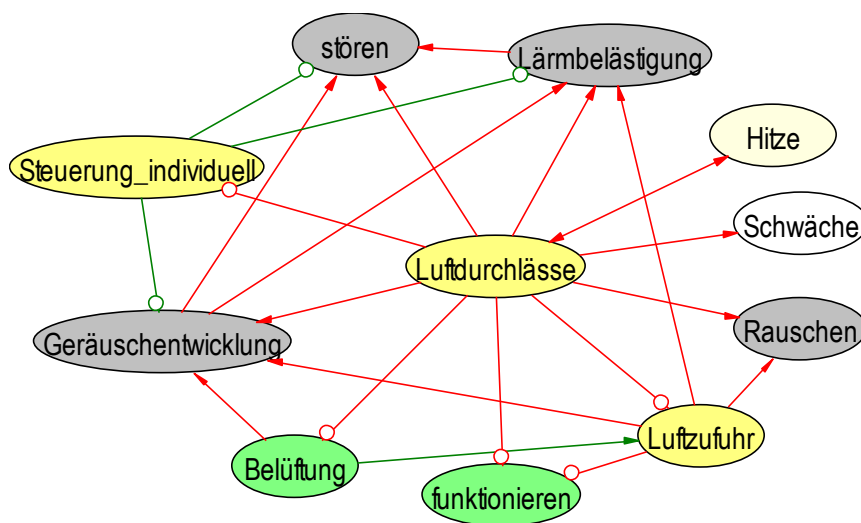 stören
Lärmbelästigung
Hitze
Steuerung_individuell
Schwäche
Luftdurchlässe
Rauschen
Geräuschentwicklung
Luftzufuhr
Belüftung
funktionieren